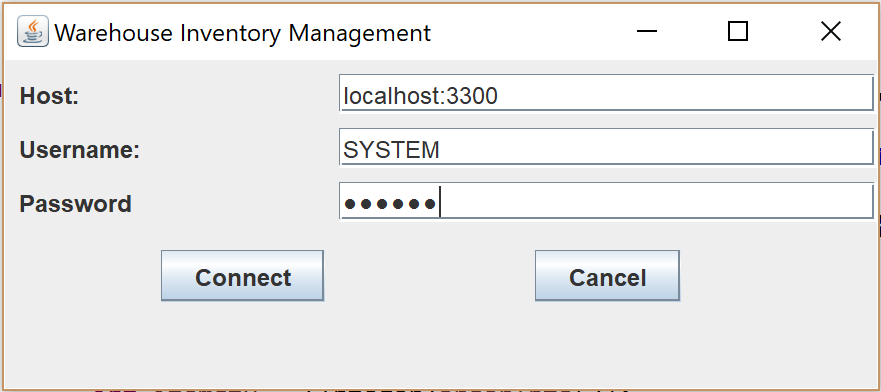 Warehouse Inventory Management
Host: localhost:3300
Username: SYSTEM
Password ●●●●●●
Connect Cancel